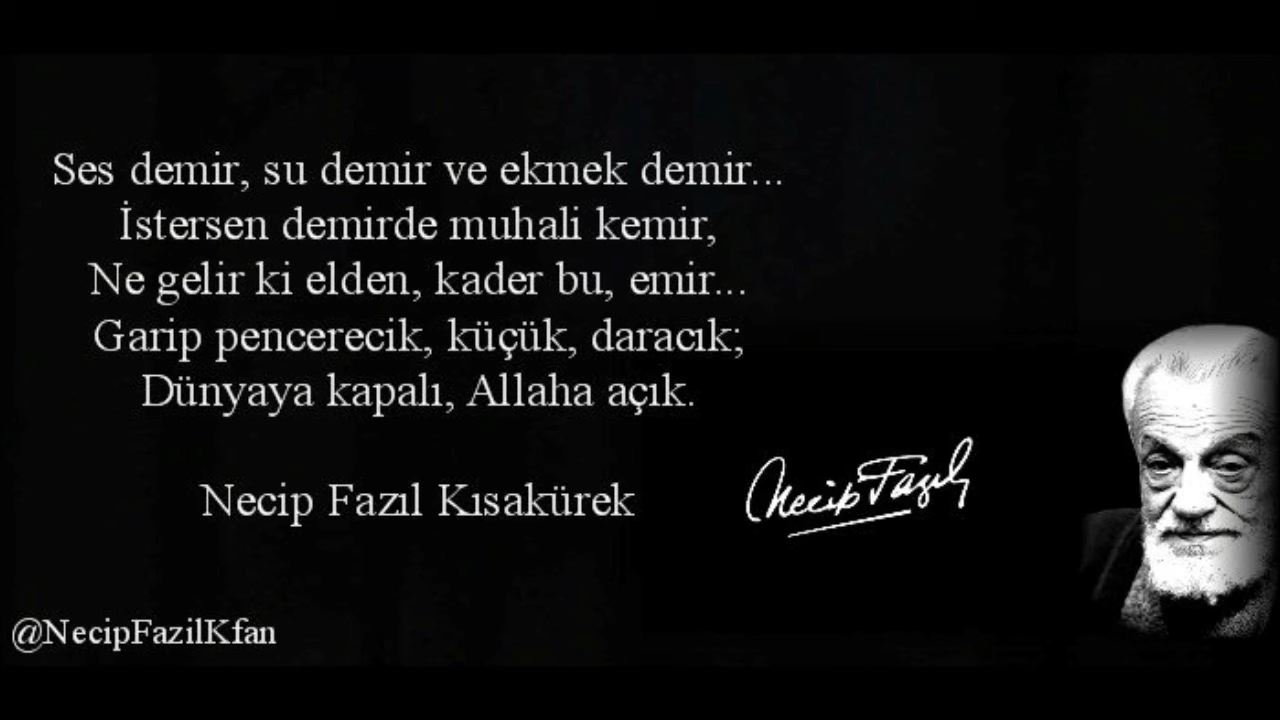 Ses demir, su demir ve ekmek demir...
İstersen demirde muhali kemir,
Ne gelir ki elden, kader bu, emir...
Garip pencerecik, küçük, daracık;
Dünyaya kapalı, Allaha açık.
Necip Fazıl Kısakürek
Necip Fazıl
@NecipFazilKfan